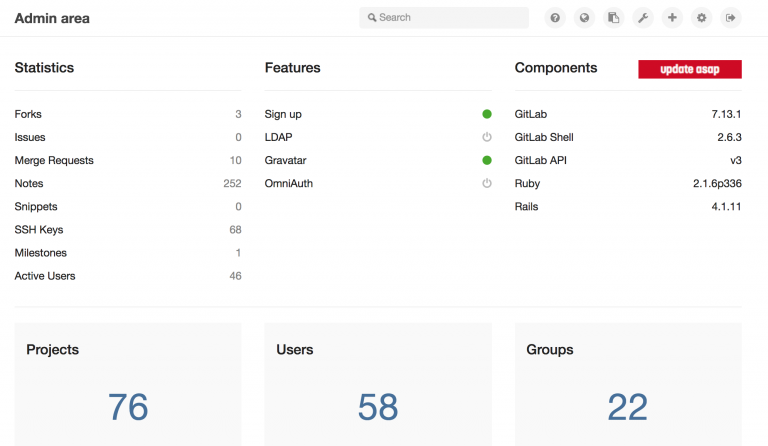 Admin area
Search
Statistics
Forks 3
Issues 0
Merge Requests 10
Notes 252
Snippets 0
SSH Keys 68
Milestones 1
Active Users 46
Features
Sign up
LDAP
Gravatar
OmniAuth
Components update asap
GitLab 7.13.1
GitLab Shell 2.6.3
GitLab API v3
Ruby 2.1.6p336
Rails 4.1.11
Projects
76
Users
58
Groups
22